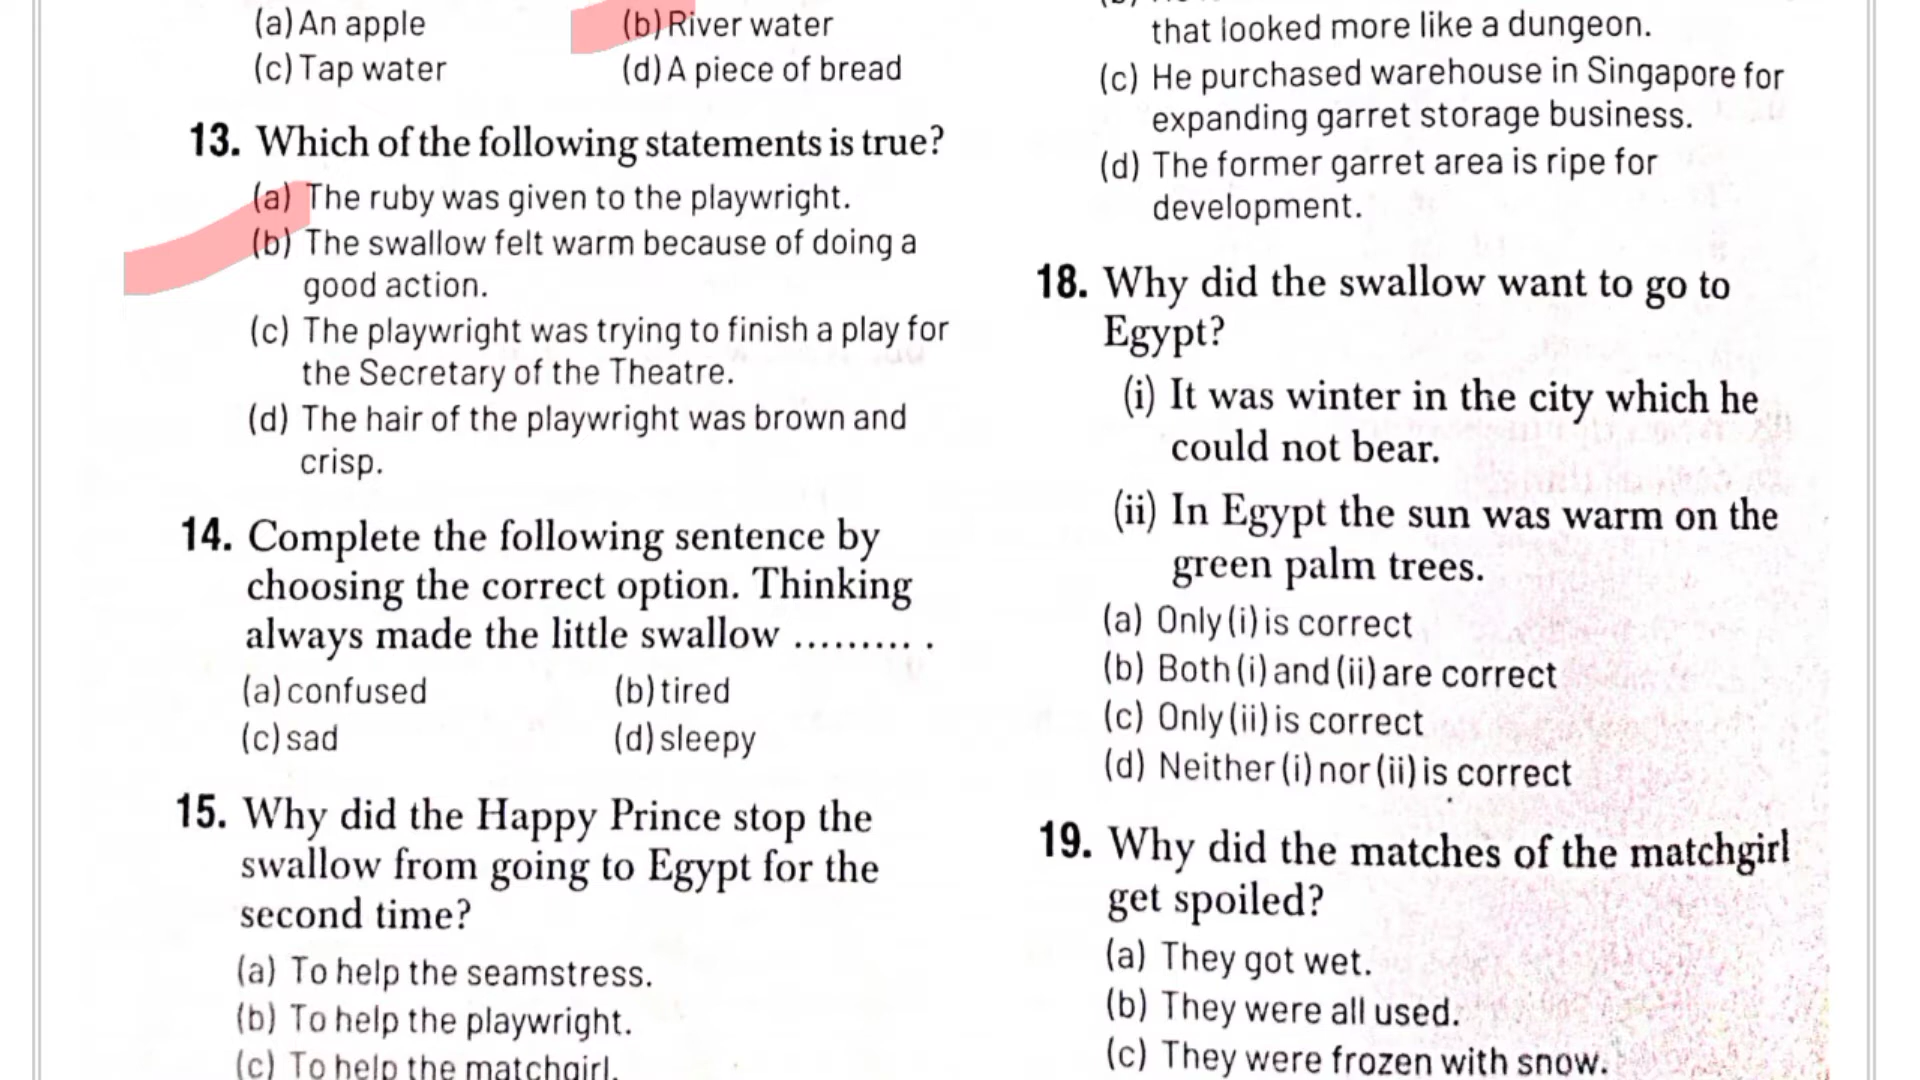 (a) An apple
(b) River water
(c) Tap water
(d) A piece of bread
13. Which of the following statements is true?
(a) The ruby was given to the playwright.
(b) The swallow felt warm because of doing a
good action.
(c) The playwright was trying to finish a play for
the Secretary of the Theatre.
(d) The hair of the playwright was brown and
crisp.
14. Complete the following sentence by
choosing the correct option. Thinking
always made the little swallow ......... .
(a) confused
(b) tired
(c) sad
(d) sleepy
15. Why did the Happy Prince stop the
swallow from going to Egypt for the
second time?
(a) To help the seamstress.
(b) To help the playwright.
(c) To help the matchgirl.
that looked more like a dungeon.
(c) He purchased warehouse in Singapore for
expanding garret storage business.
(d) The former garret area is ripe for
development.
18. Why did the swallow want to go to
Egypt?
(i) It was winter in the city which he
could not bear.
(ii) In Egypt the sun was warm on the
green palm trees.
(a) Only (i) is correct
(b) Both (i) and (ii) are correct
(c) Only (ii) is correct
(d) Neither (i) nor (ii) is correct
19. Why did the matches of the matchgirl
get spoiled?
(a) They got wet.
(b) They were all used.
(c) They were frozen with snow.